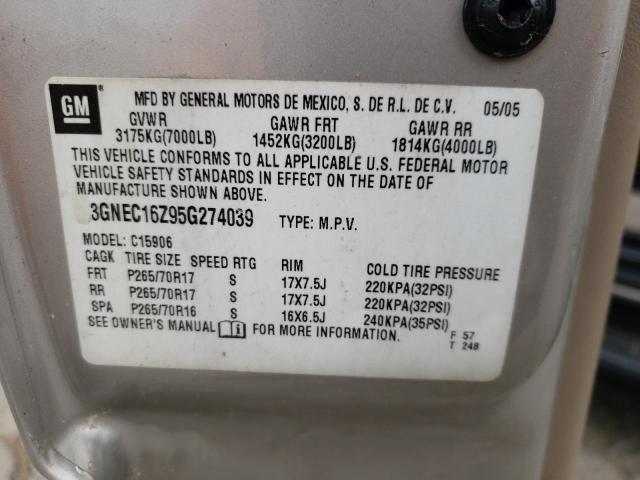 GM
MFD BY GENERAL MOTORS DE MEXICO, S. DE R.L. DE C.V. 05/05
GVWR GAWR FRT GAWR RR
3175KG(7000LB) 1452KG(3200LB) 1814KG(4000LB)
THIS VEHICLE CONFORMS TO ALL APPLICABLE U.S. FEDERAL MOTOR
VEHICLE SAFETY STANDARDS IN EFFECT ON THE DATE OF
MANUFACTURE SHOWN ABOVE.
3GNEC16Z95G274039 TYPE: M.P.V.
MODEL: C15906
CAGK TIRE SIZE SPEED RTG RIM COLD TIRE PRESSURE
FRT P265/70R17 S 17X7.5J 220KPA(32PSI)
RR P265/70R17 S 17X7.5J 220KPA(32PSI)
SPA P265/70R16 S 16X6.5J 240KPA(35PSI)
SEE OWNER'S MANUAL FOR MORE INFORMATION.
F 57
T 248